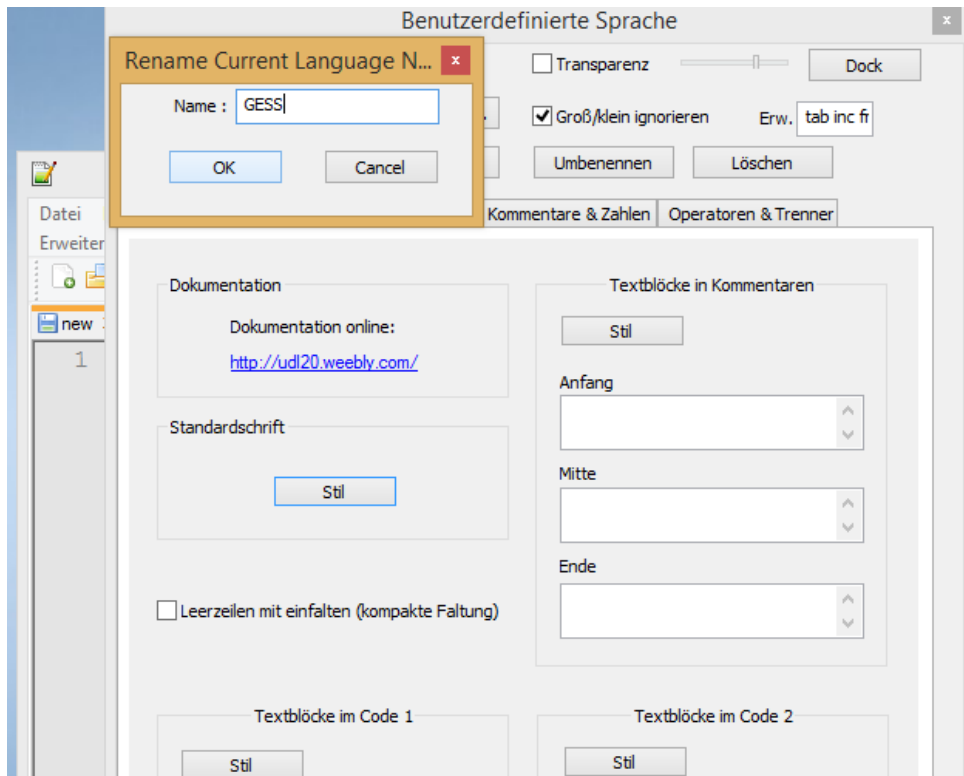 Benutzerdefinierte Sprache
x
Rename Current Language N...
x
Name :
GESS
OK
Cancel
Transparenz
Dock
Groß/klein ignorieren
Erw.
tab inc fr
Umbenennen
Löschen
Datei
Erweiter
Kommentare & Zahlen
Operatoren & Trenner
new
1
Dokumentation
Dokumentation online:
http://udl20.weebly.com/
Standardschrift
Stil
Leerzeilen mit einfalten (kompakte Faltung)
Textblöcke in Kommentaren
Stil
Anfang
Mitte
Ende
Textblöcke im Code 1
Stil
Textblöcke im Code 2
Stil